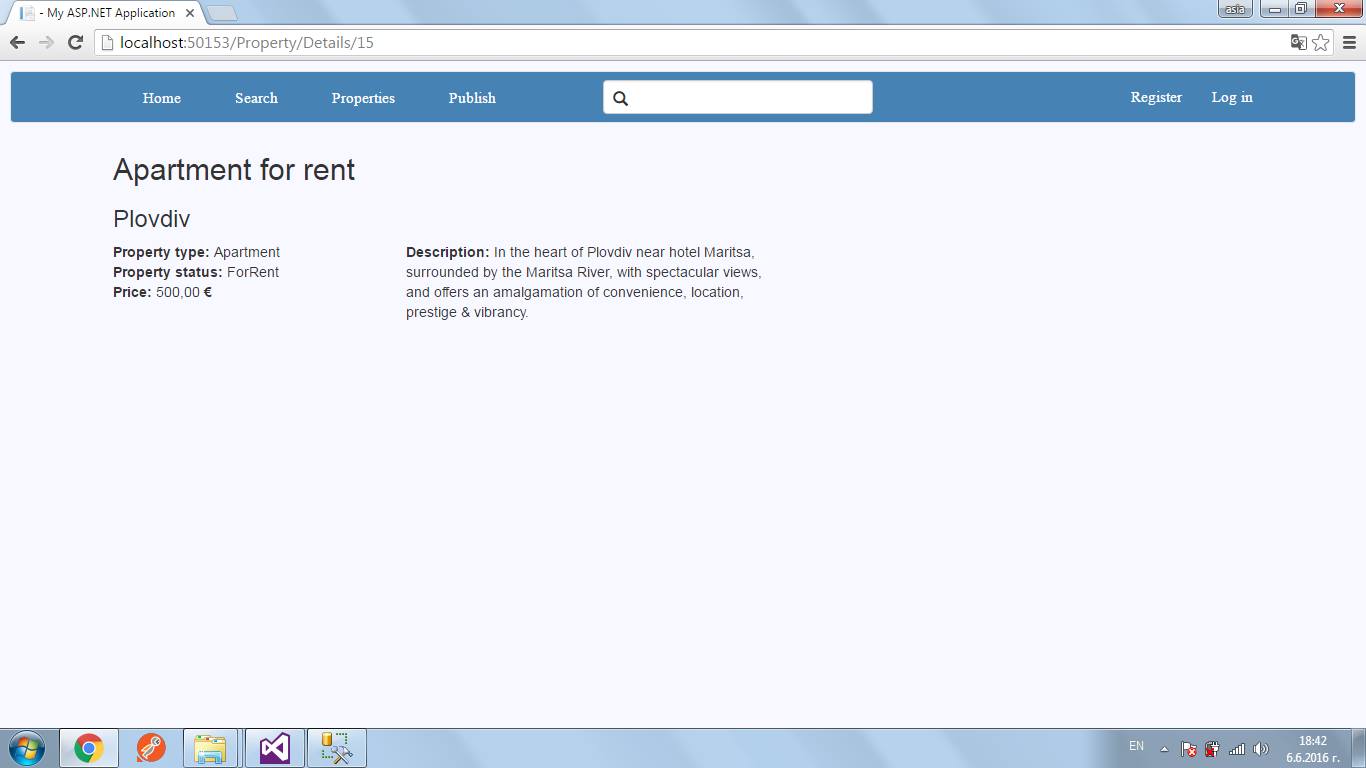 - My ASP.NET Application
asia
localhost:50153/Property/Details/15
Home Search Properties Publish Register Log in
Apartment for rent
Plovdiv
Property type: Apartment
Property status: ForRent
Price: 500,00 €
Description: In the heart of Plovdiv near hotel Maritsa,
surrounded by the Maritsa River, with spectacular views,
and offers an amalgamation of convenience, location,
prestige & vibrancy.
EN
18:42
6.6.2016 г.